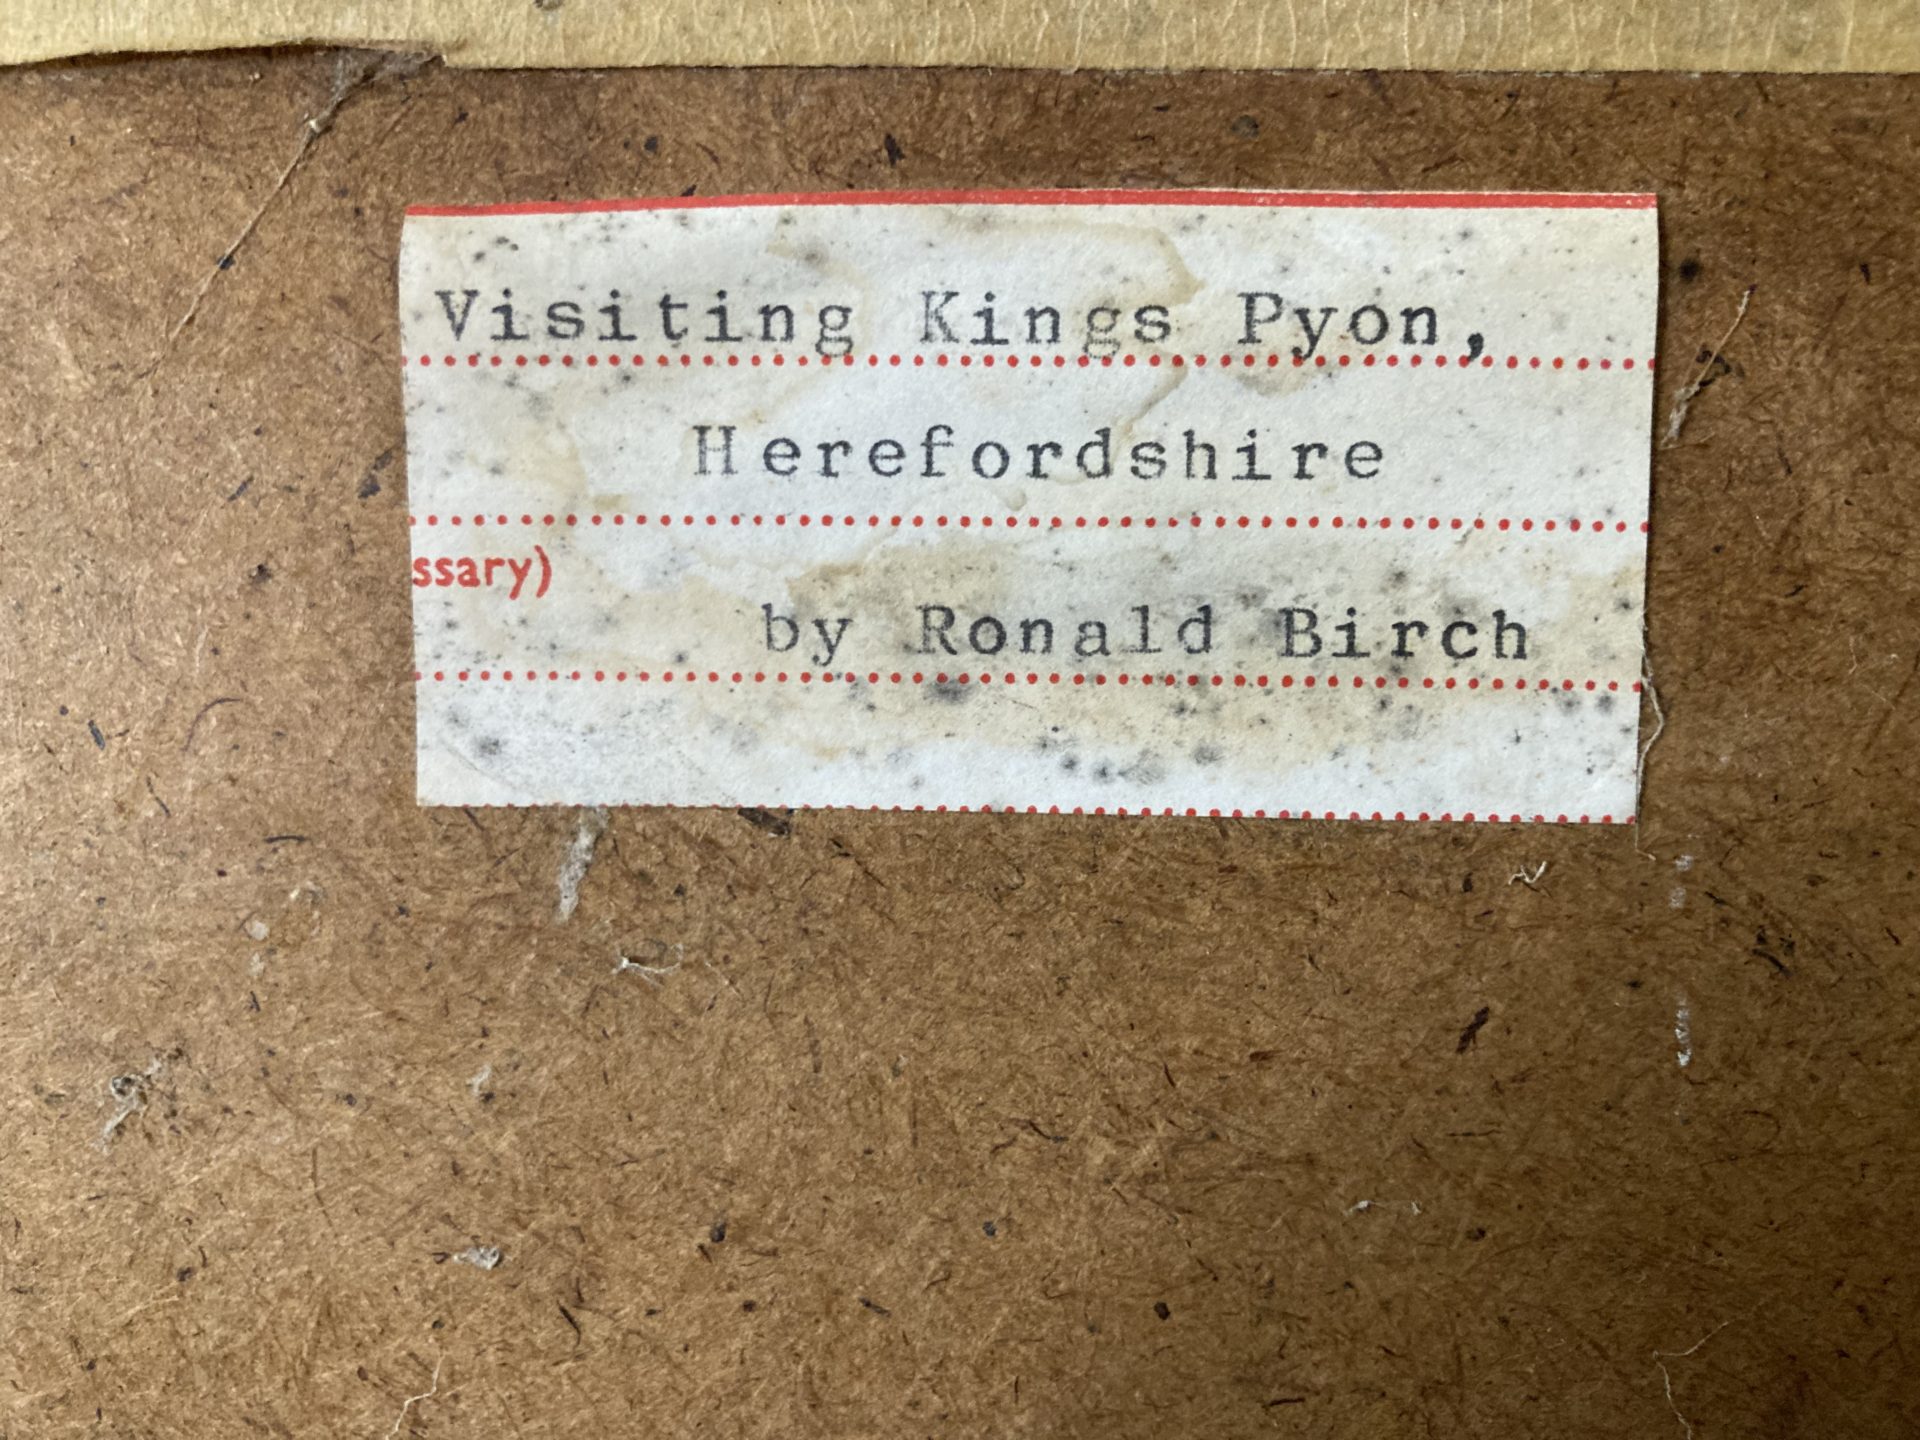 Visiting Kings Pyon,
Herefordshire
ssary)
by Ronald Birch